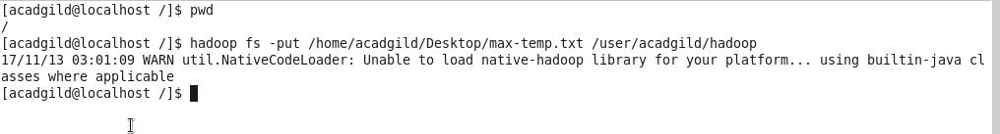 [acadgild@localhost /]$ pwd
/
[acadgild@localhost /]$ hadoop fs -put /home/acadgild/Desktop/max-temp.txt /user/acadgild/hadoop
17/11/13 03:01:09 WARN util.NativeCodeLoader: Unable to load native-hadoop library for your platform... using builtin-java cl
asses where applicable
[acadgild@localhost /]$